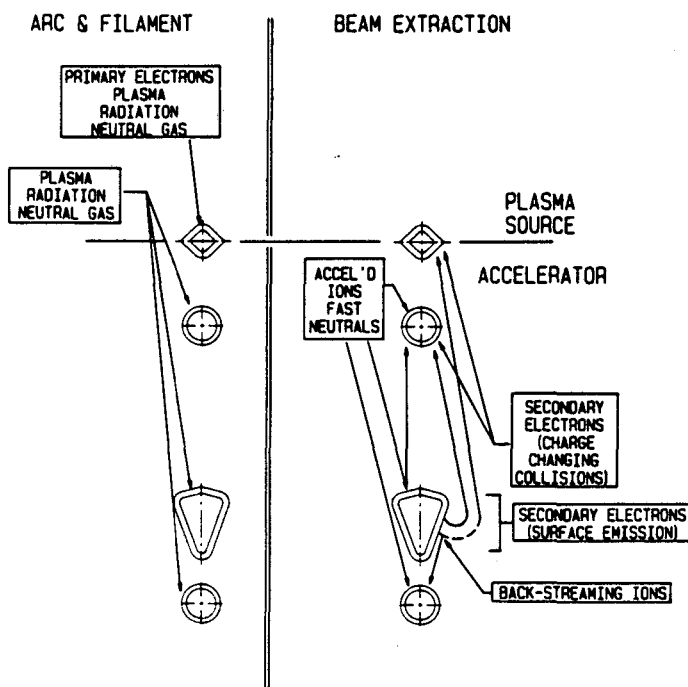 ARC & FILAMENT
BEAM EXTRACTION
PRIMARY ELECTRONS
PLASMA
RADIATION
NEUTRAL GAS
PLASMA
RADIATION
NEUTRAL GAS
PLASMA
SOURCE
ACCELERATOR
ACCEL'D
IONS
FAST
NEUTRALS
SECONDARY
ELECTRONS
(CHARGE
CHANGING
COLLISIONS)
SECONDARY ELECTRONS
(SURFACE EMISSION)
BACK-STREAMING IONS